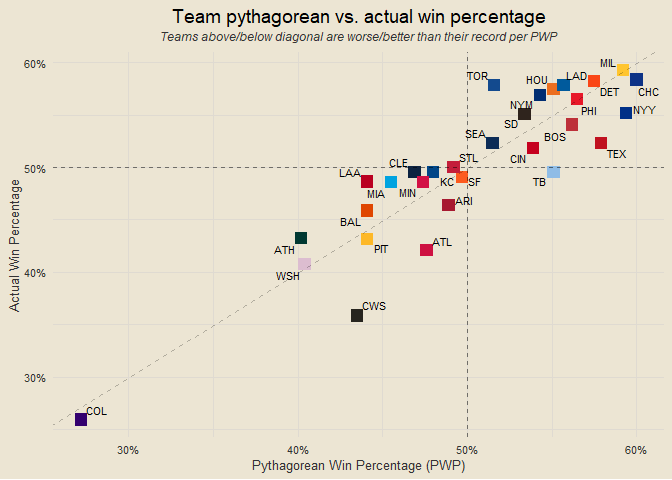 Team pythagorean vs. actual win percentage
Teams above/below diagonal are worse/better than their record per PWP
60%
MIL
TOR
HOU
LAD
DET
CHC
NYM
PHI
NYY
SD
SEA
BOS
CIN
TEX
50%
CLE
STL
LAA
MIA
MIN
KC
SF
TB
BAL
ARI
ATH
PIT
ATL
40%
WSH
CWS
30%
COL
Actual Win Percentage
30%
40%
50%
60%
Pythagorean Win Percentage (PWP)